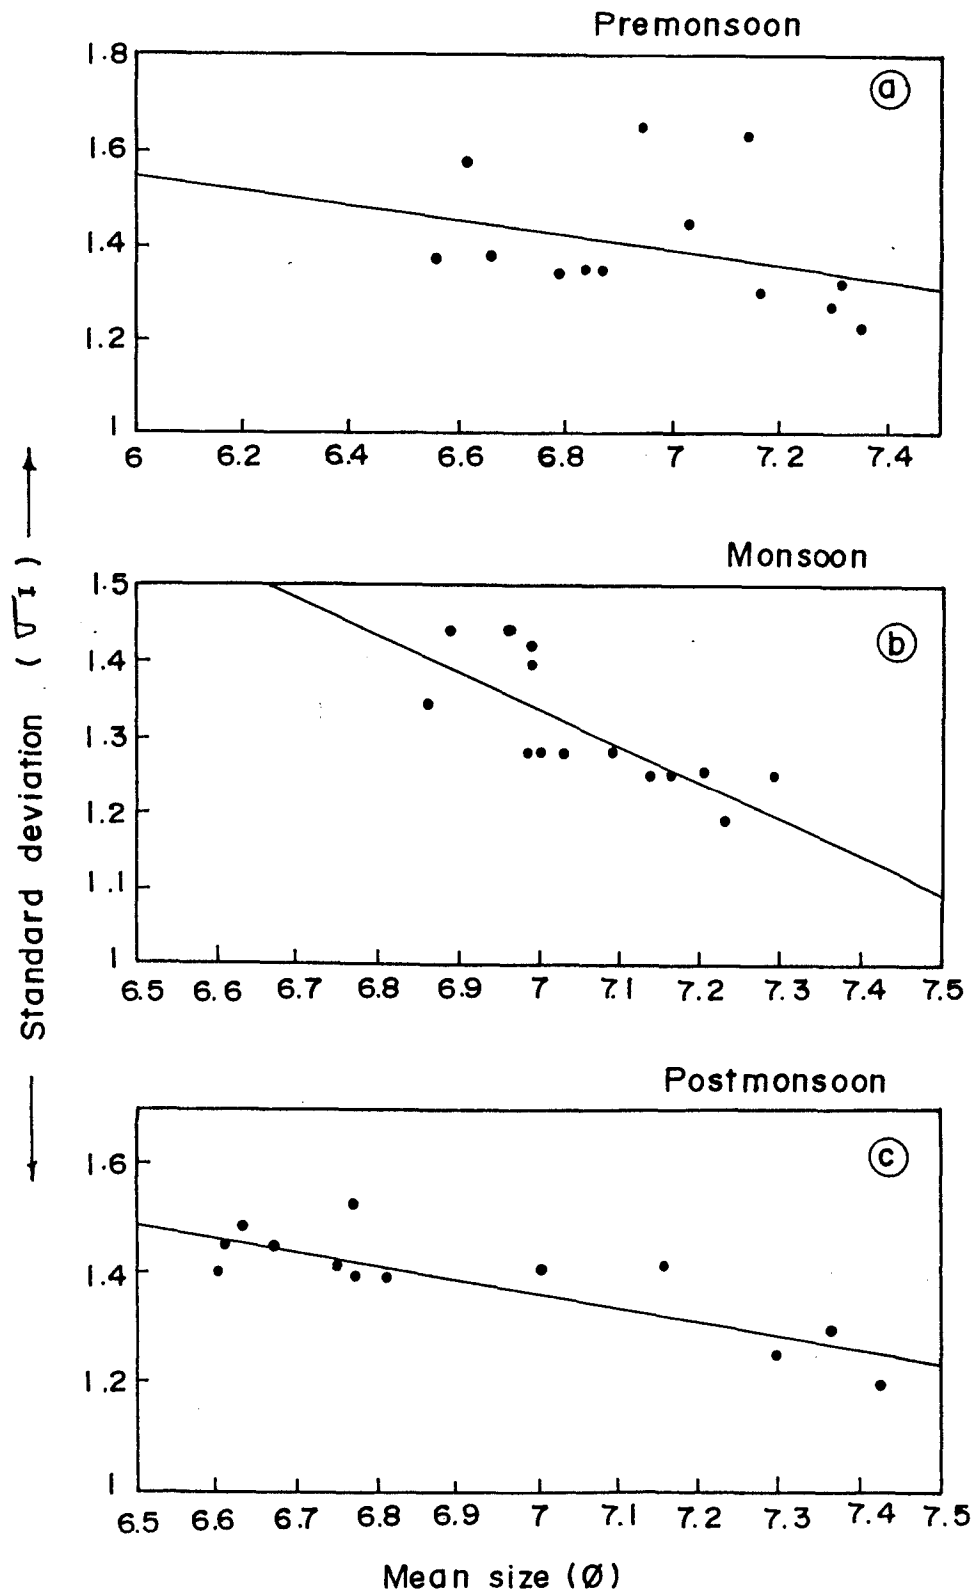 Premonsoon
1.8
a
1.6
1.4
1.2
1
6 6.2 6.4 6.6 6.8 7 7.2 7.4
Monsoon
1.5
b
1.4
1.3
1.2
1.1
1
6.5 6.6 6.7 6.8 6.9 7 7.1 7.2 7.3 7.4 7.5
Postmonsoon
c
1.6
1.4
1.2
1
6.5 6.6 6.7 6.8 6.9 7 7.1 7.2 7.3 7.4 7.5
Mean size (Ø)
Standard deviation (σI)